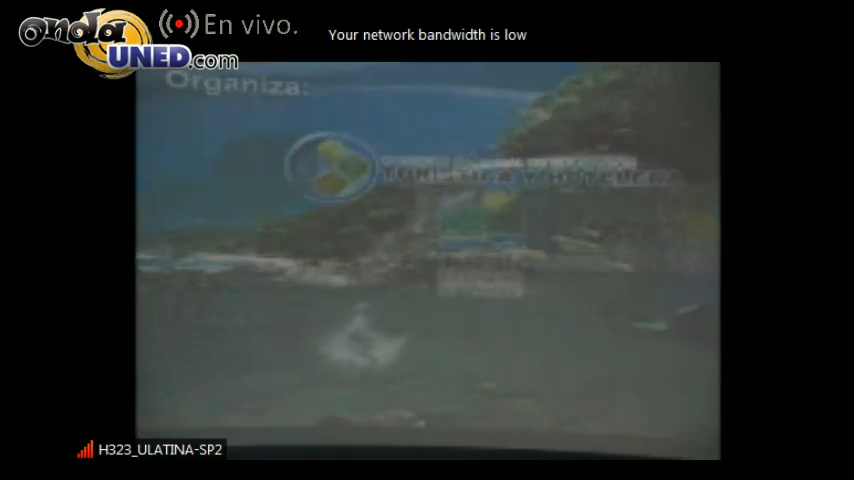 onda UNED.com
En vivo.
Your network bandwidth is low
Organiza:
H323_ULATINA-SP2